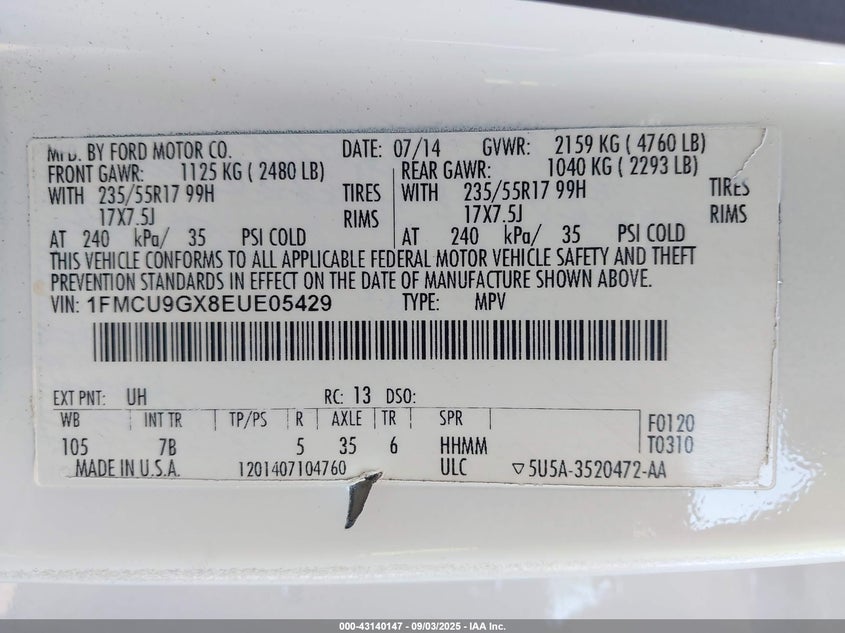 MFD. BY FORD MOTOR CO. DATE: 07/14 GVWR: 2159 KG ( 4760 LB)
FRONT GAWR: 1125 KG ( 2480 LB) REAR GAWR: 1040 KG ( 2293 LB)
WITH 235/55R17 99H TIRES WITH 235/55R17 99H TIRES
17X7.5J RIMS 17X7.5J RIMS
AT 240 kPa/ 35 PSI COLD AT 240 kPa/ 35 PSI COLD
THIS VEHICLE CONFORMS TO ALL APPLICABLE FEDERAL MOTOR VEHICLE SAFETY AND THEFT
PREVENTION STANDARDS IN EFFECT ON THE DATE OF MANUFACTURE SHOWN ABOVE.
VIN: 1FMCU9GX8EUE05429 TYPE: MPV
EXT PNT: UH RC: 13 DSO:
WB INT TR TP/PS R AXLE TR SPR F0120
105 7B 5 35 6 HHMM T0310
MADE IN U.S.A. 1201407104760 ULC ▽5U5A-3520472-AA
000-43140147 - 09/03/2025 - IAA Inc.